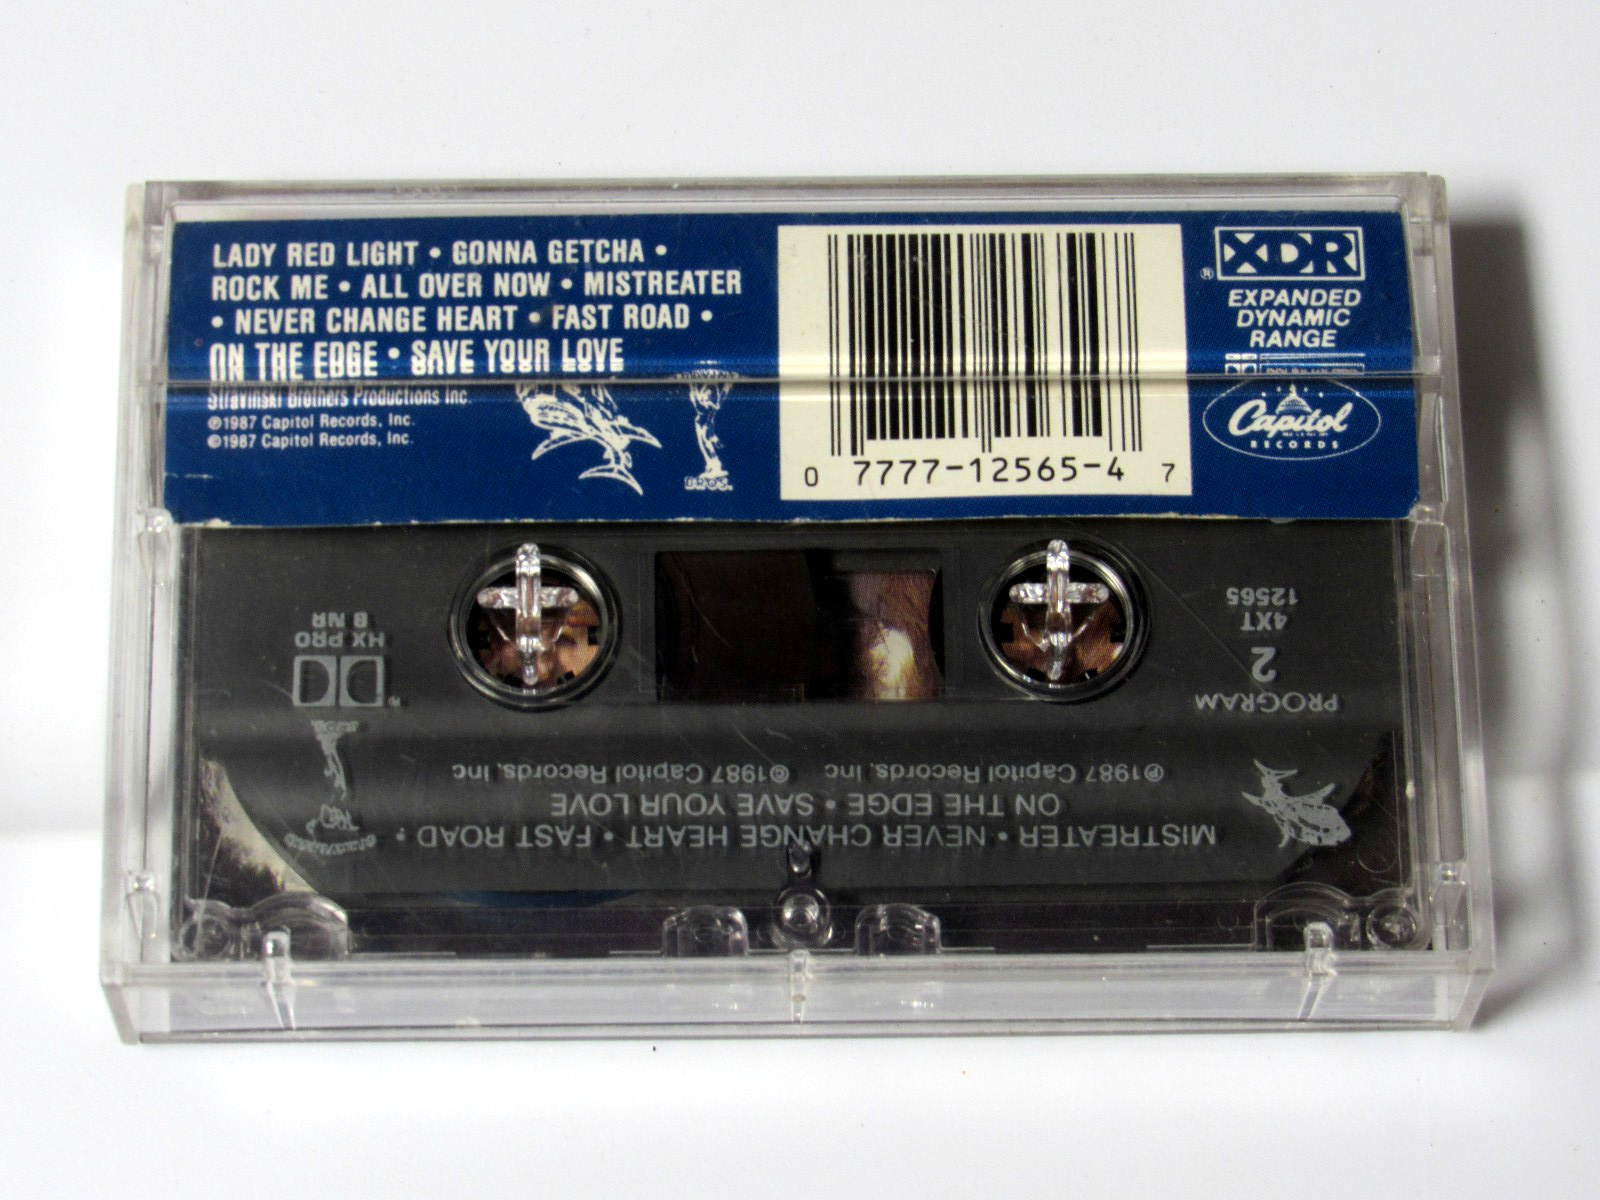 LADY RED LIGHT • GONNA GETCHA •
ROCK ME • ALL OVER NOW • MISTREATER
• NEVER CHANGE HEART • FAST ROAD •
ON THE EDGE • SAVE YOUR LOVE
Stravinski Brothers Productions Inc.
℗1987 Capitol Records, Inc.
©1987 Capitol Records, Inc.
BROS.
0 7777-12565-4 7
XDR
®
EXPANDED
DYNAMIC
RANGE
Capitol
RECORDS
MISTREATER • NEVER CHANGE HEART • FAST ROAD •
ON THE EDGE • SAVE YOUR LOVE
℗1987 Capitol Records, Inc ©1987 Capitol Records, Inc
PROGRAM
2
4XT
12565
HX PRO
B NR